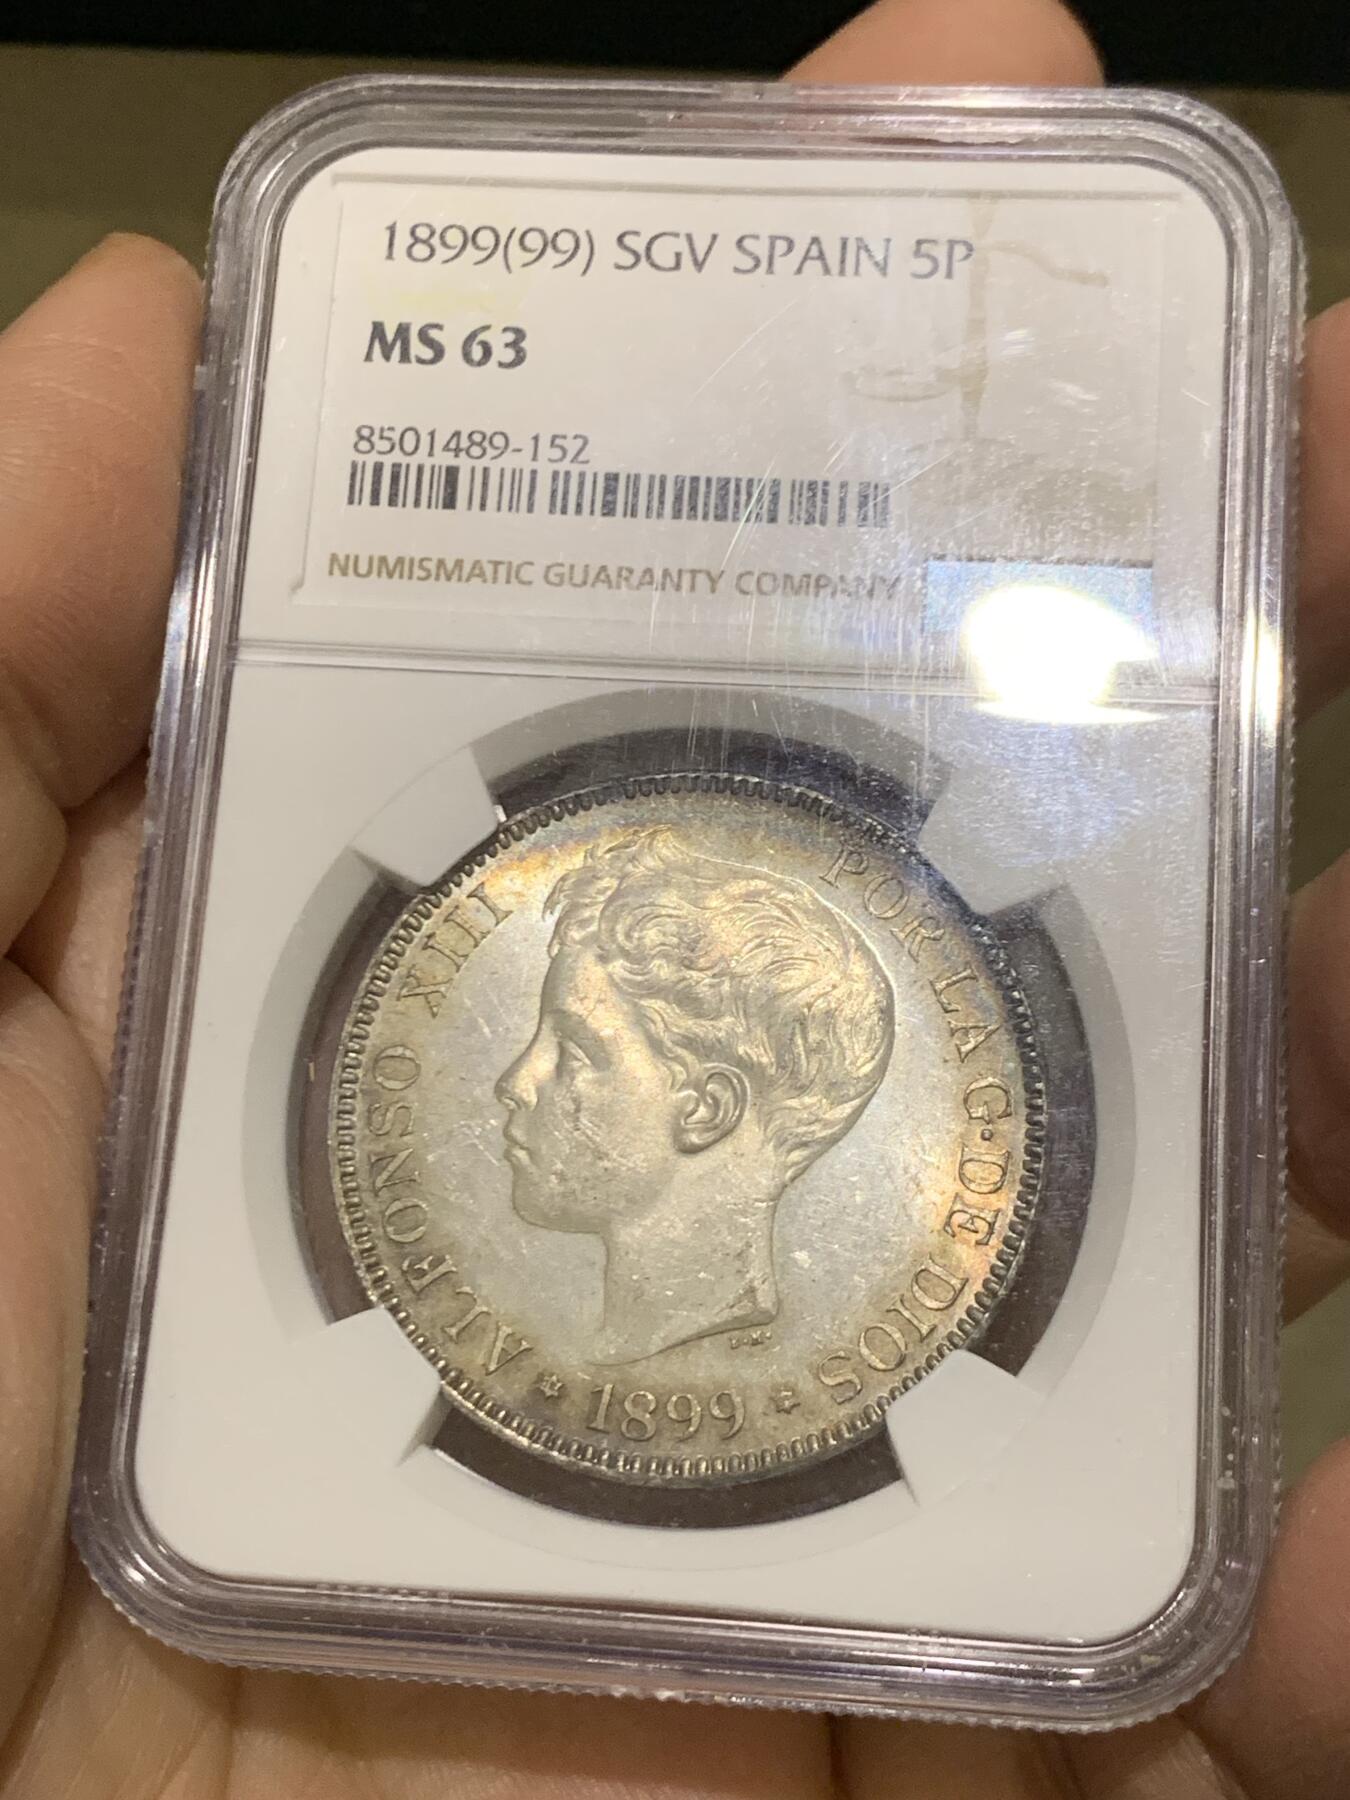 1899(99) SGV SPAIN 5P
MS 63
8501489-152
NUMISMATIC GUARANTY COMPANY
ALFONSO XIII POR LA G·DE DIOS
* 1899 *